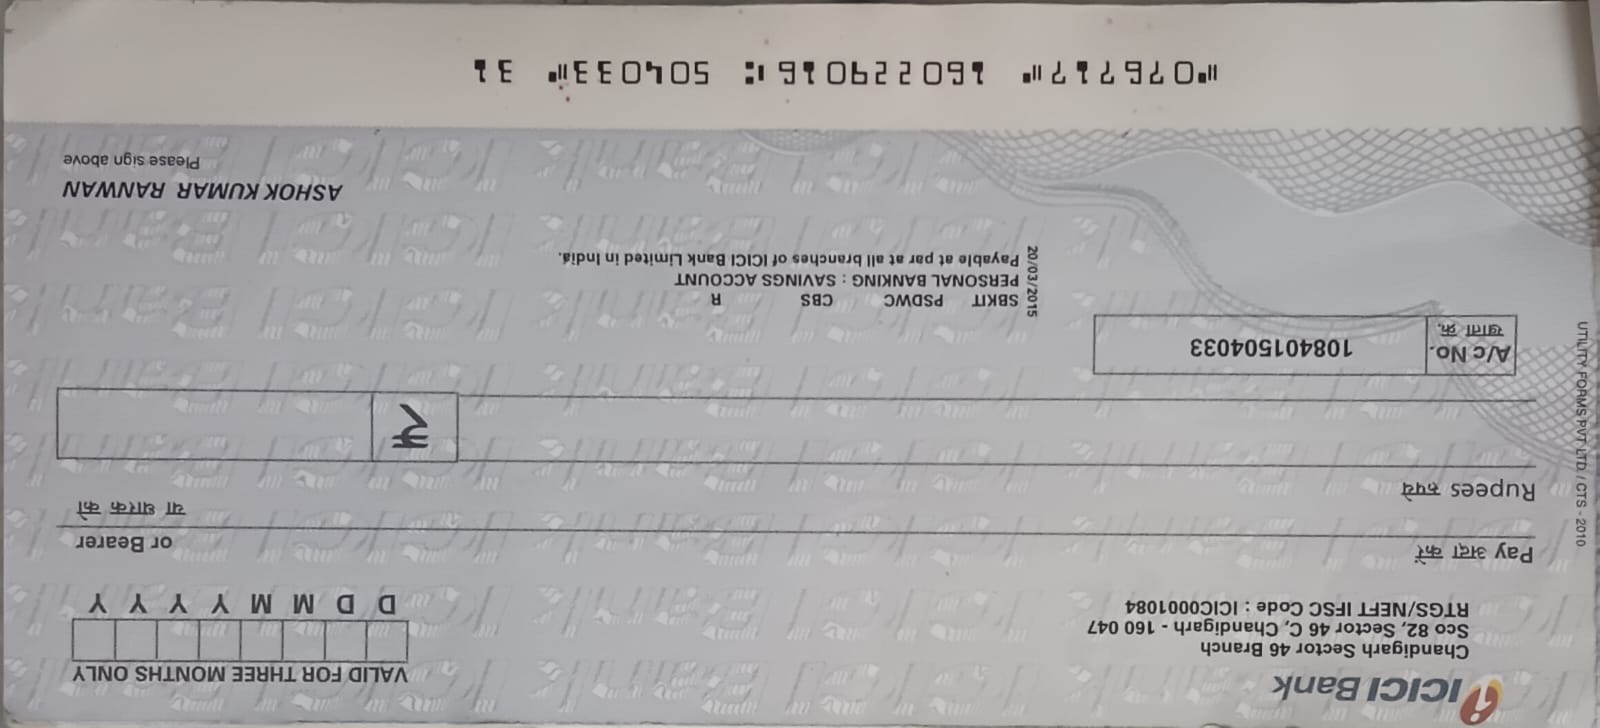 ICICI Bank
Chandigarh Sector 46 Branch
Sco 82, Sector 46 C, Chandigarh - 160 047
RTGS/NEFT IFSC Code : ICIC0001084
VALID FOR THREE MONTHS ONLY
D D M M Y Y Y Y
Pay अदा करें
or Bearer
या धारक को
Rupees रुपये
₹
A/c No.
खाता क्र.
108401504033
UTILITY FORMS PVT. LTD. / CTS - 2010
20/03/2015
SBKIT PSDWC CBS R
PERSONAL BANKING : SAVINGS ACCOUNT
Payable at par at all branches of ICICI Bank Limited in India.
ASHOK KUMAR RANWAN
Please sign above
⑈076717⑈ 160229016⑆ 504033⑈ 31